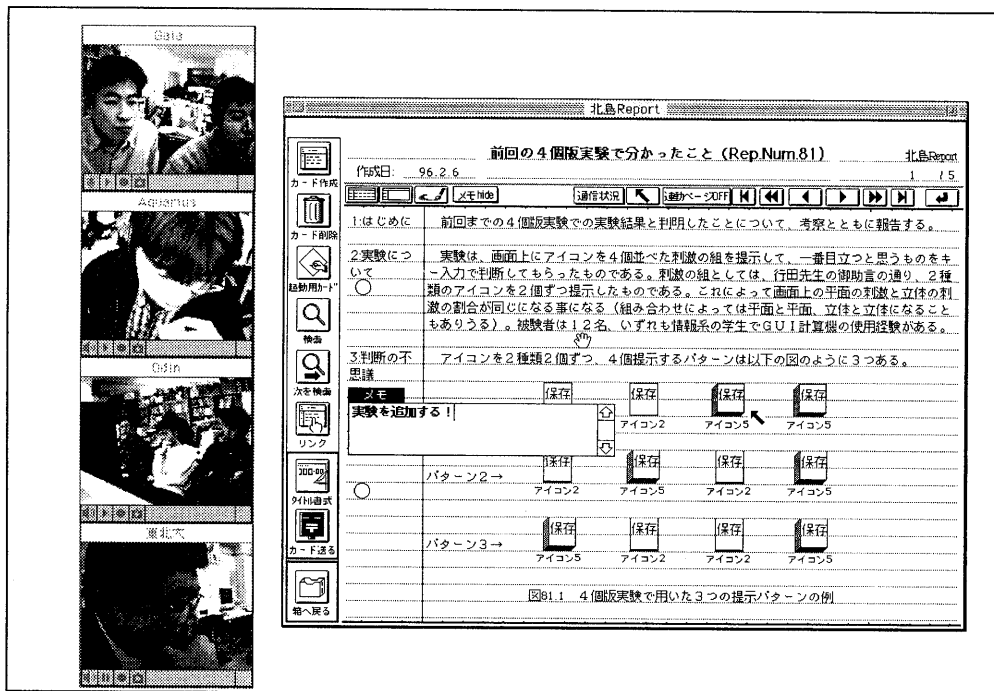 Gaia
Aquarius
Odin
東北大
北島Report
前回の4個版実験で分かったこと (Rep.Num.81)
北島Report
作成日: 96.2.6
1 / 5
メモhide
通信状況
連動ページOFF
カード作成
カード削除
起動用カード
検索
次を検索
リンク
タイトル書式
カード送る
箱へ戻る
1:はじめに
前回までの4個版実験での実験結果と判明したことについて、考察とともに報告する。
2:実験について
実験は、画面上にアイコンを4個並べた刺激の組を提示して、一番目立つと思うものをキ
ー入力で判断してもらったものである。刺激の組としては、行田先生の御助言の通り、2種
類のアイコンを2個ずつ提示したものである。これによって画面上の平面の刺激と立体の刺
激の割合が同じになる事になる（組み合わせによっては平面と平面、立体と立体になること
もありうる）。被験者は12名、いずれも情報系の学生でGUI計算機の使用経験がある。
3:判断の不思議
アイコンを2種類2個ずつ、4個提示するパターンは以下の図のように3つある。
メモ
実験を追加する！
保存 保存 保存 保存
アイコン2 アイコン5 アイコン5
パターン2→ 保存 保存 保存 保存
アイコン2 アイコン5 アイコン2 アイコン5
パターン3→ 保存 保存 保存 保存
アイコン5 アイコン2 アイコン2 アイコン5
図81.1 4個版実験で用いた3つの提示パターンの例